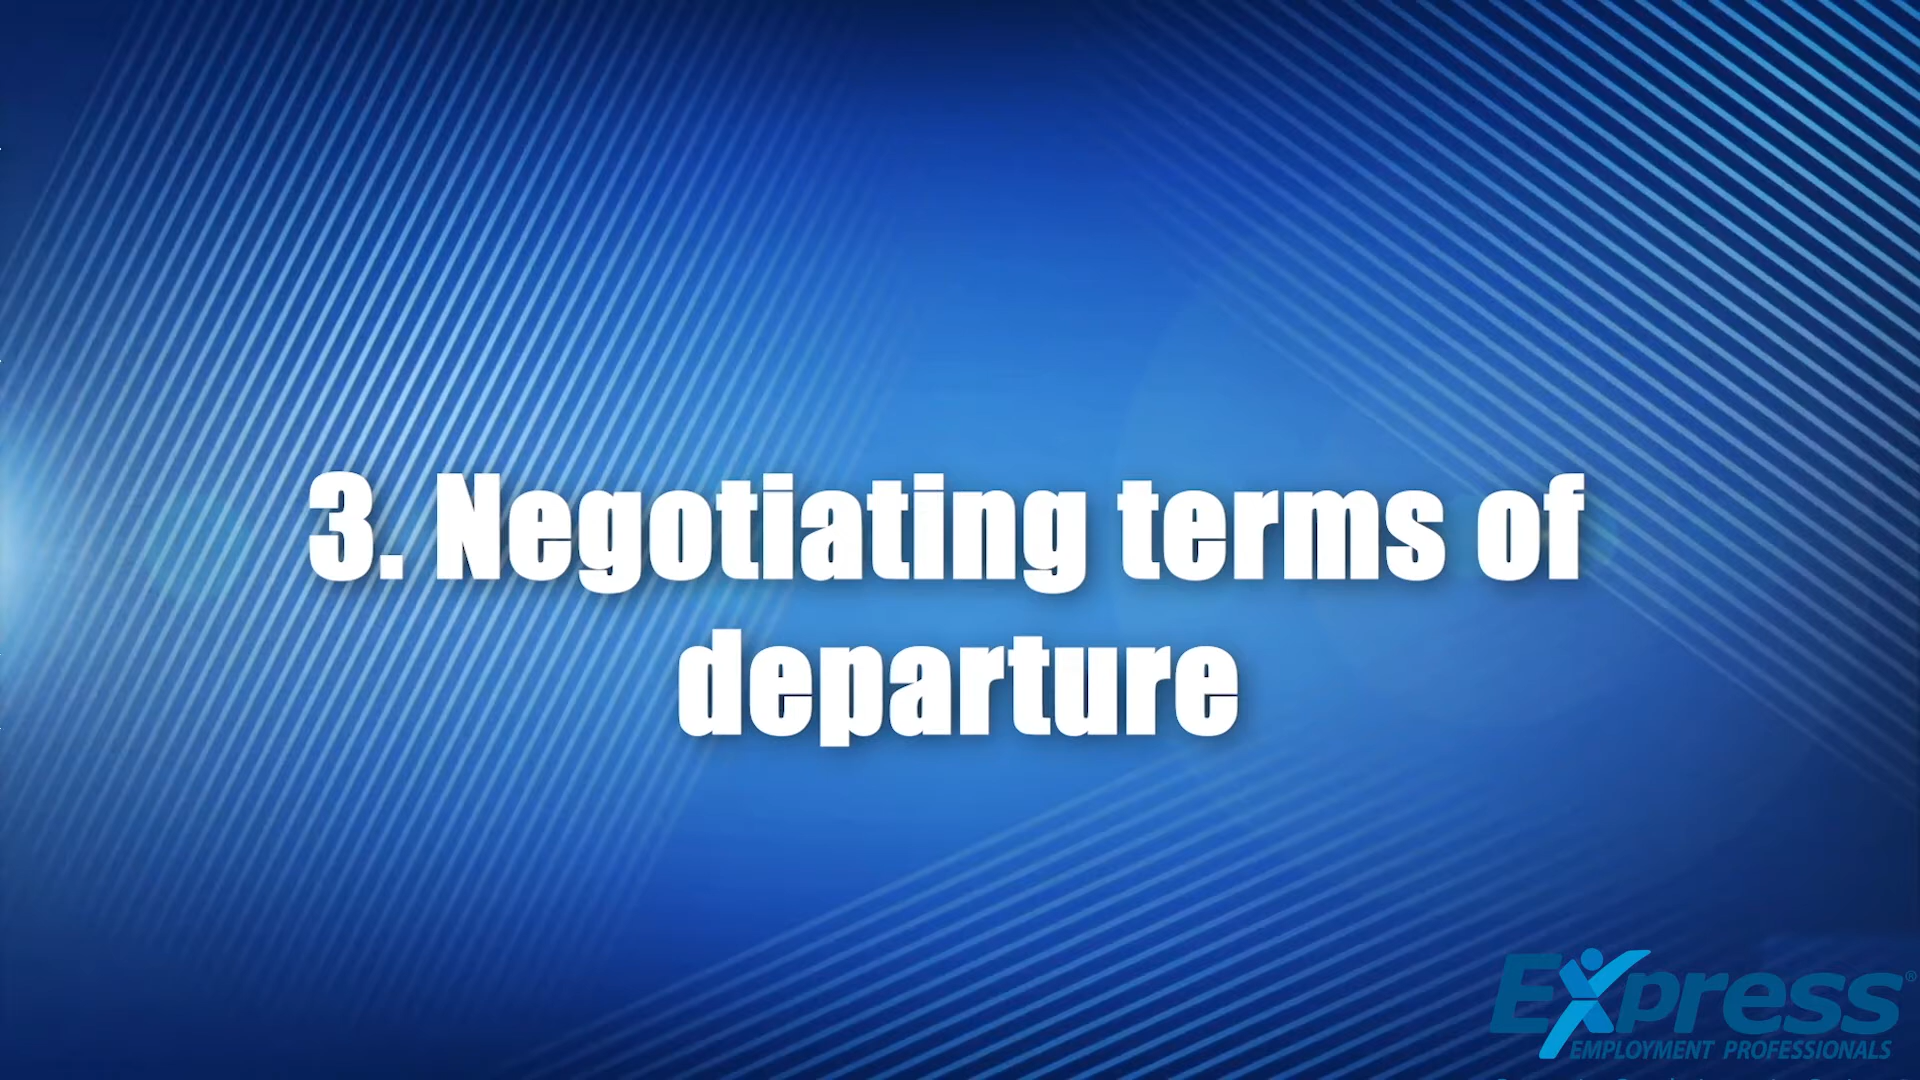 3. Negotiating terms of
departure
Express®
EMPLOYMENT PROFESSIONALS